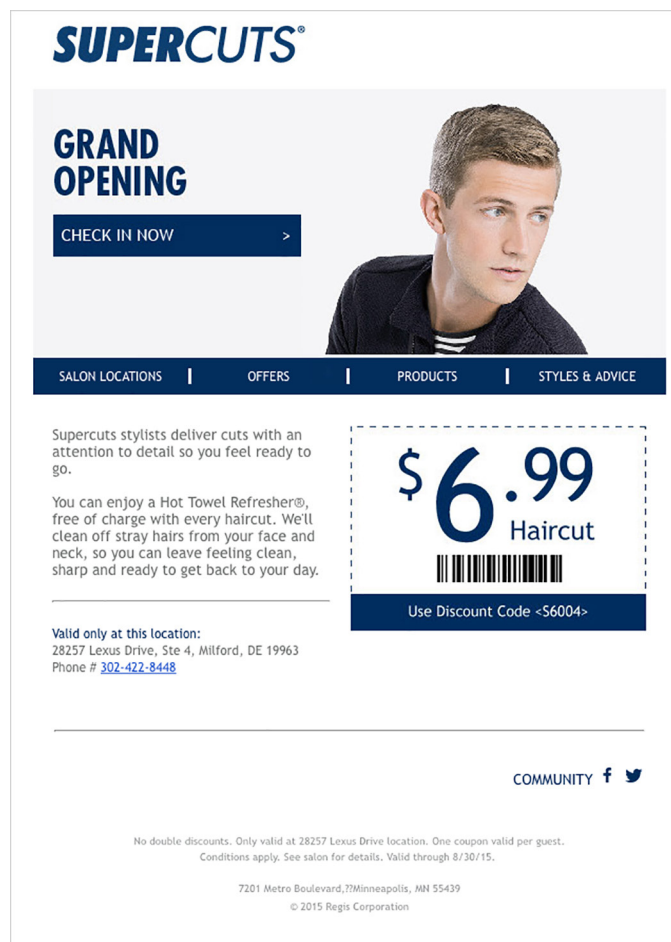 SUPERCUTS®
GRAND
OPENING
CHECK IN NOW >
SALON LOCATIONS | OFFERS | PRODUCTS | STYLES & ADVICE
Supercuts stylists deliver cuts with an
attention to detail so you feel ready to
go.
You can enjoy a Hot Towel Refresher®,
free of charge with every haircut. We'll
clean off stray hairs from your face and
neck, so you can leave feeling clean,
sharp and ready to get back to your day.
Valid only at this location:
28257 Lexus Drive, Ste 4, Milford, DE 19963
Phone # 302-422-8448
$6.99
Haircut
Use Discount Code <S6004>
COMMUNITY
No double discounts. Only valid at 28257 Lexus Drive location. One coupon valid per guest.
Conditions apply. See salon for details. Valid through 8/30/15.
7201 Metro Boulevard,??Minneapolis, MN 55439
© 2015 Regis Corporation